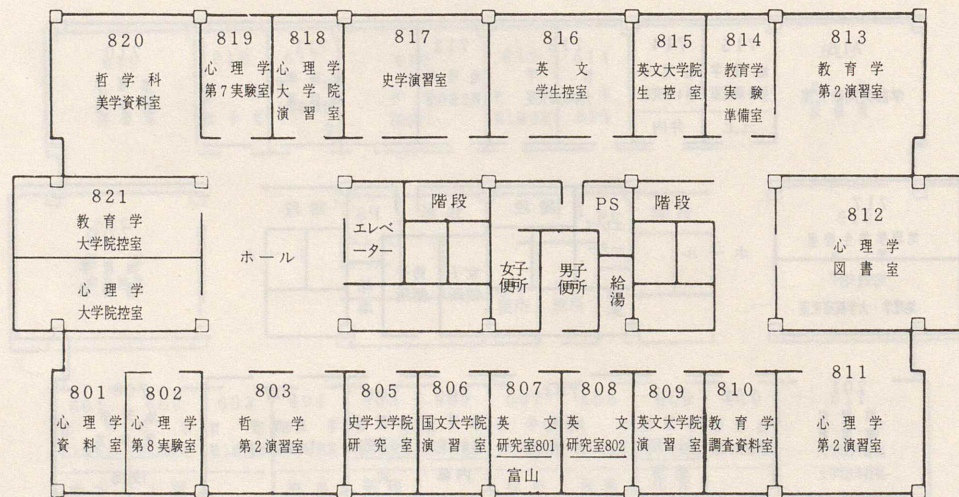 820
哲学科
美学資料室
819
心理学
第7実験室
818
心理学
大学院
演習室
817
史学演習室
816
英文
学生控室
815
英文大学院
生控室
814
教育学
実験
準備室
813
教育学
第2演習室
821
教育学
大学院控室
心理学
大学院控室
ホール
エレベ
ーター
階段
女子
便所
男子
便所
PS
給湯
階段
812
心理学
図書室
801
心理学
資料室
802
心理学
第8実験室
803
哲学
第2演習室
805
史学大学院
研究室
806
国文大学院
演習室
807
英文
研究室801
富山
808
英文
研究室802
809
英文大学院
演習室
810
教育学
調査資料室
811
心理学
第2演習室